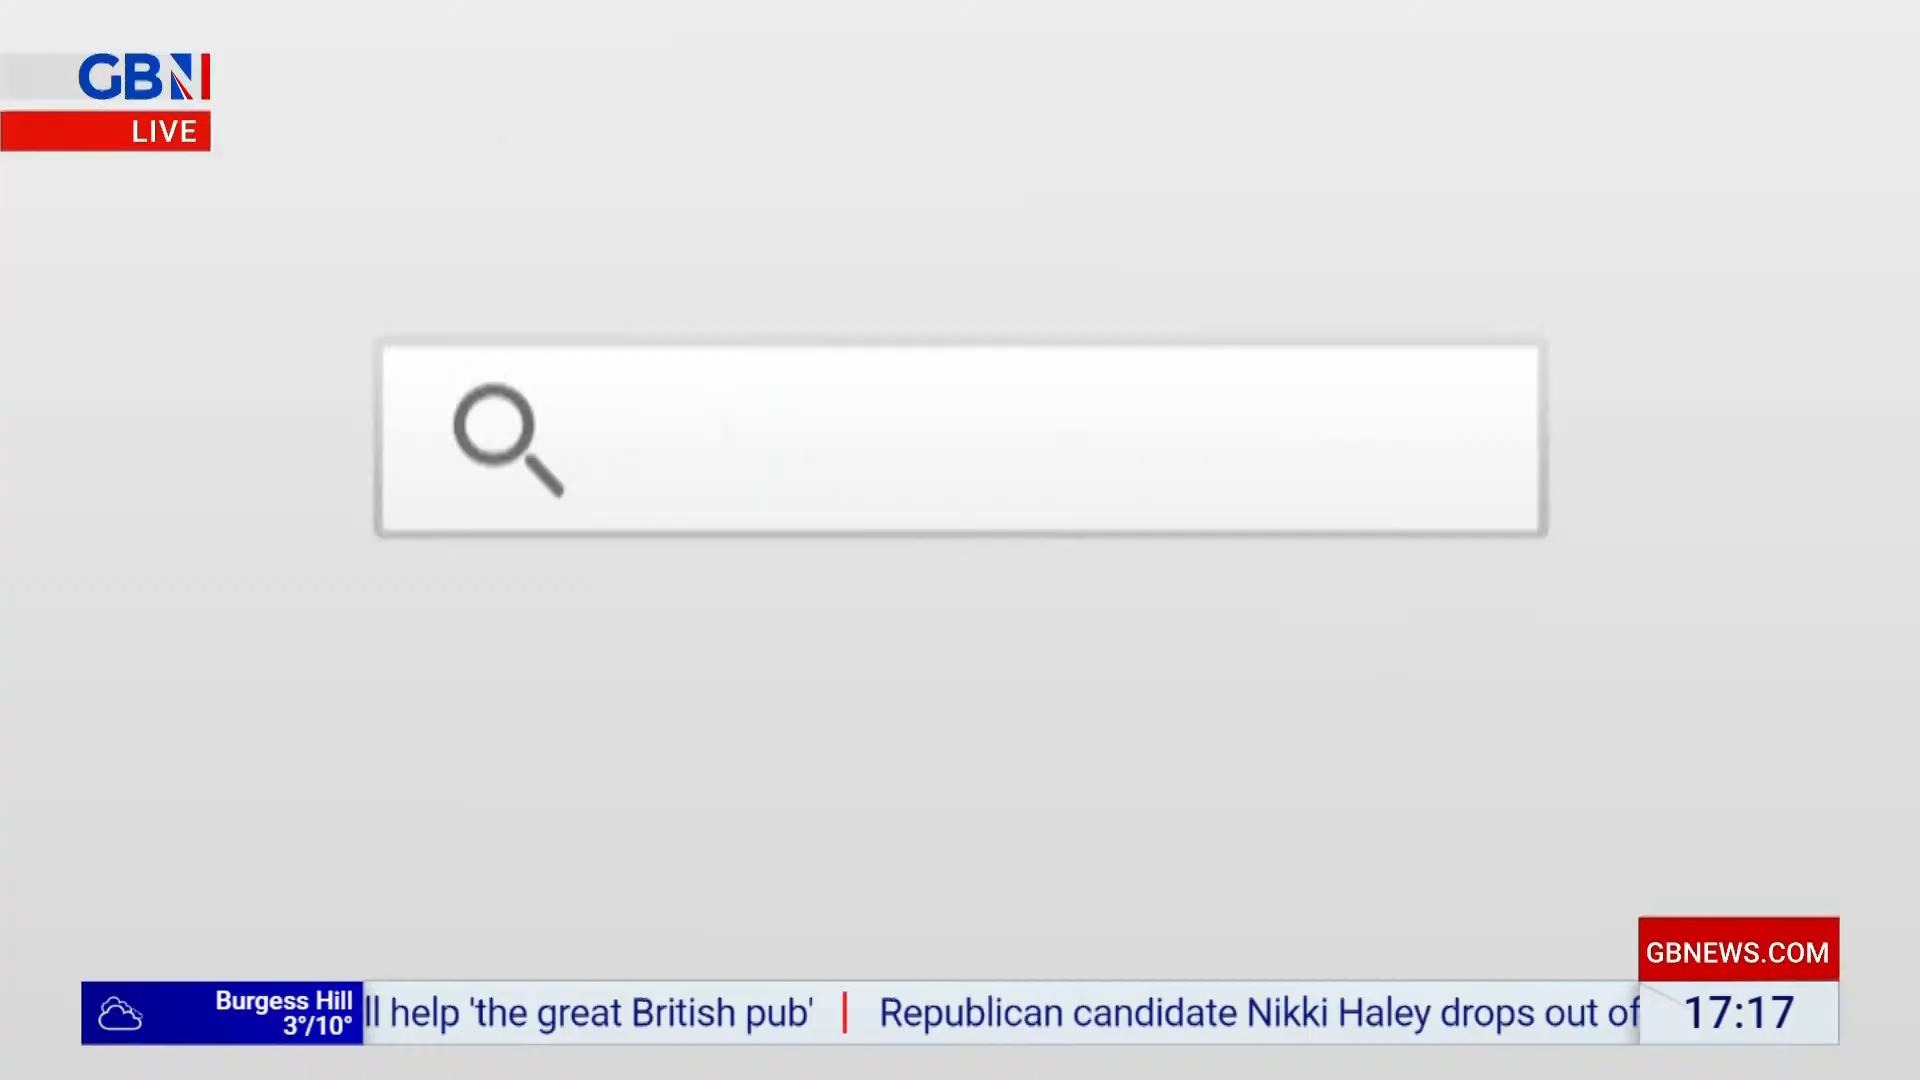 GBN
LIVE
GBNEWS.COM
Burgess Hill
3°/10°
ll help 'the great British pub' | Republican candidate Nikki Haley drops out of
17:17